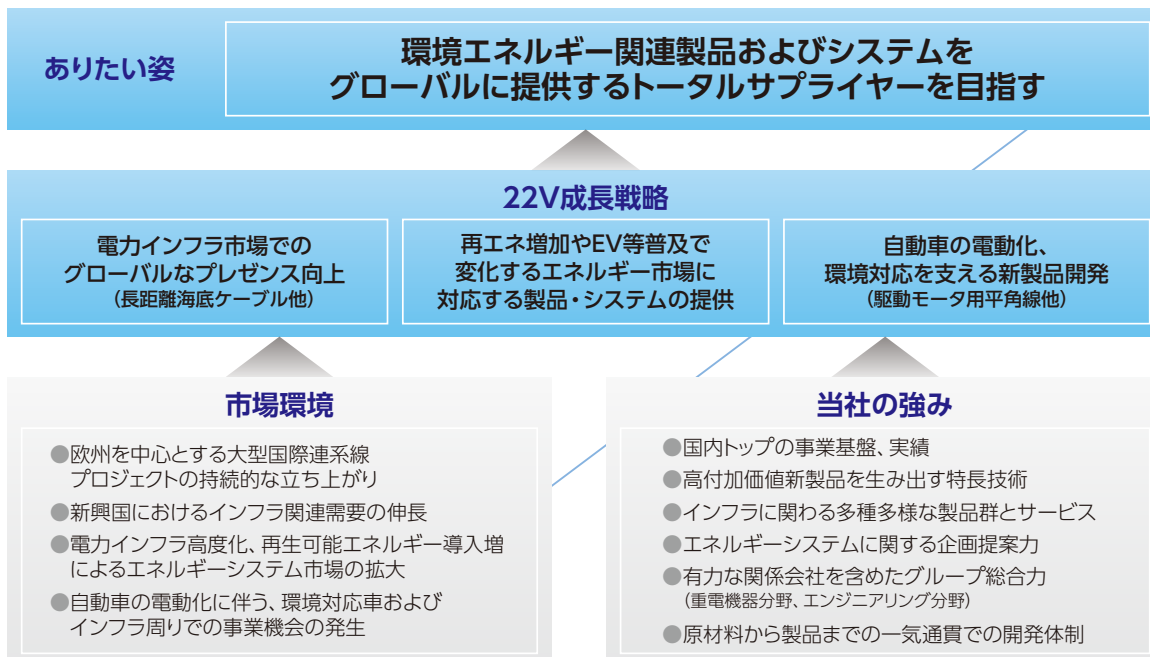 ありたい姿
環境エネルギー関連製品およびシステムを
グローバルに提供するトータルサプライヤーを目指す
22V成長戦略
電力インフラ市場での
グローバルなプレゼンス向上
（長距離海底ケーブル他）
再エネ増加やEV等普及で
変化するエネルギー市場に
対応する製品・システムの提供
自動車の電動化、
環境対応を支える新製品開発
（駆動モータ用平角線他）
市場環境
●欧州を中心とする大型国際連系線
プロジェクトの持続的な立ち上がり
●新興国におけるインフラ関連需要の伸長
●電力インフラ高度化、再生可能エネルギー導入増
によるエネルギーシステム市場の拡大
●自動車の電動化に伴う、環境対応車および
インフラ周りでの事業機会の発生
当社の強み
●国内トップの事業基盤、実績
●高付加価値新製品を生み出す特長技術
●インフラに関わる多種多様な製品群とサービス
●エネルギーシステムに関する企画提案力
●有力な関係会社を含めたグループ総合力
（重電機器分野、エンジニアリング分野）
●原材料から製品までの一気通貫での開発体制